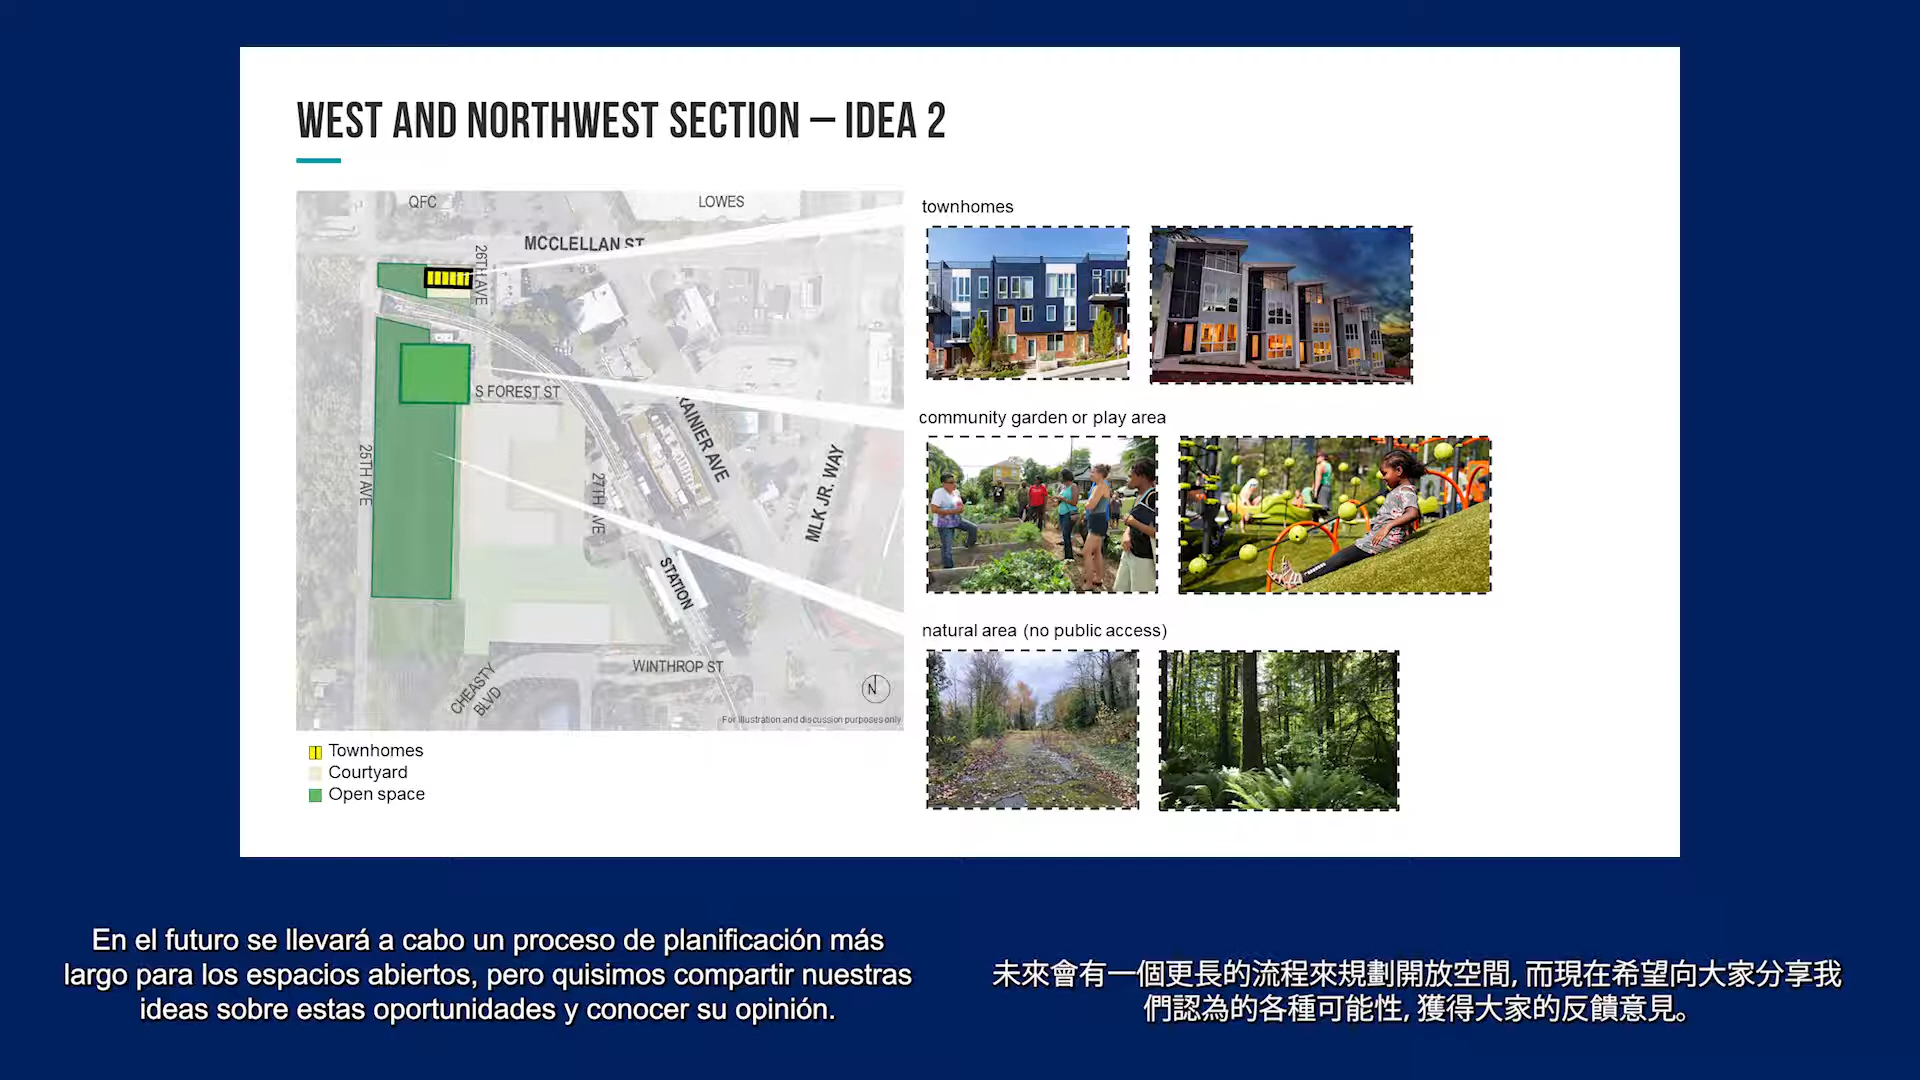 WEST AND NORTHWEST SECTION – IDEA 2
QFC
LOWES
MCCLELLAN ST
26TH AVE
S FOREST ST
25TH AVE
27TH AVE
RAINIER AVE
MLK JR. WAY
STATION
WINTHROP ST
CHEASTY
BLVD
N
For illustration and discussion purposes only
Townhomes
Courtyard
Open space
townhomes
community garden or play area
natural area (no public access)
En el futuro se llevará a cabo un proceso de planificación más
largo para los espacios abiertos, pero quisimos compartir nuestras
ideas sobre estas oportunidades y conocer su opinión.
未來會有一個更長的流程來規劃開放空間, 而現在希望向大家分享我
們認為的各種可能性, 獲得大家的反饋意見。